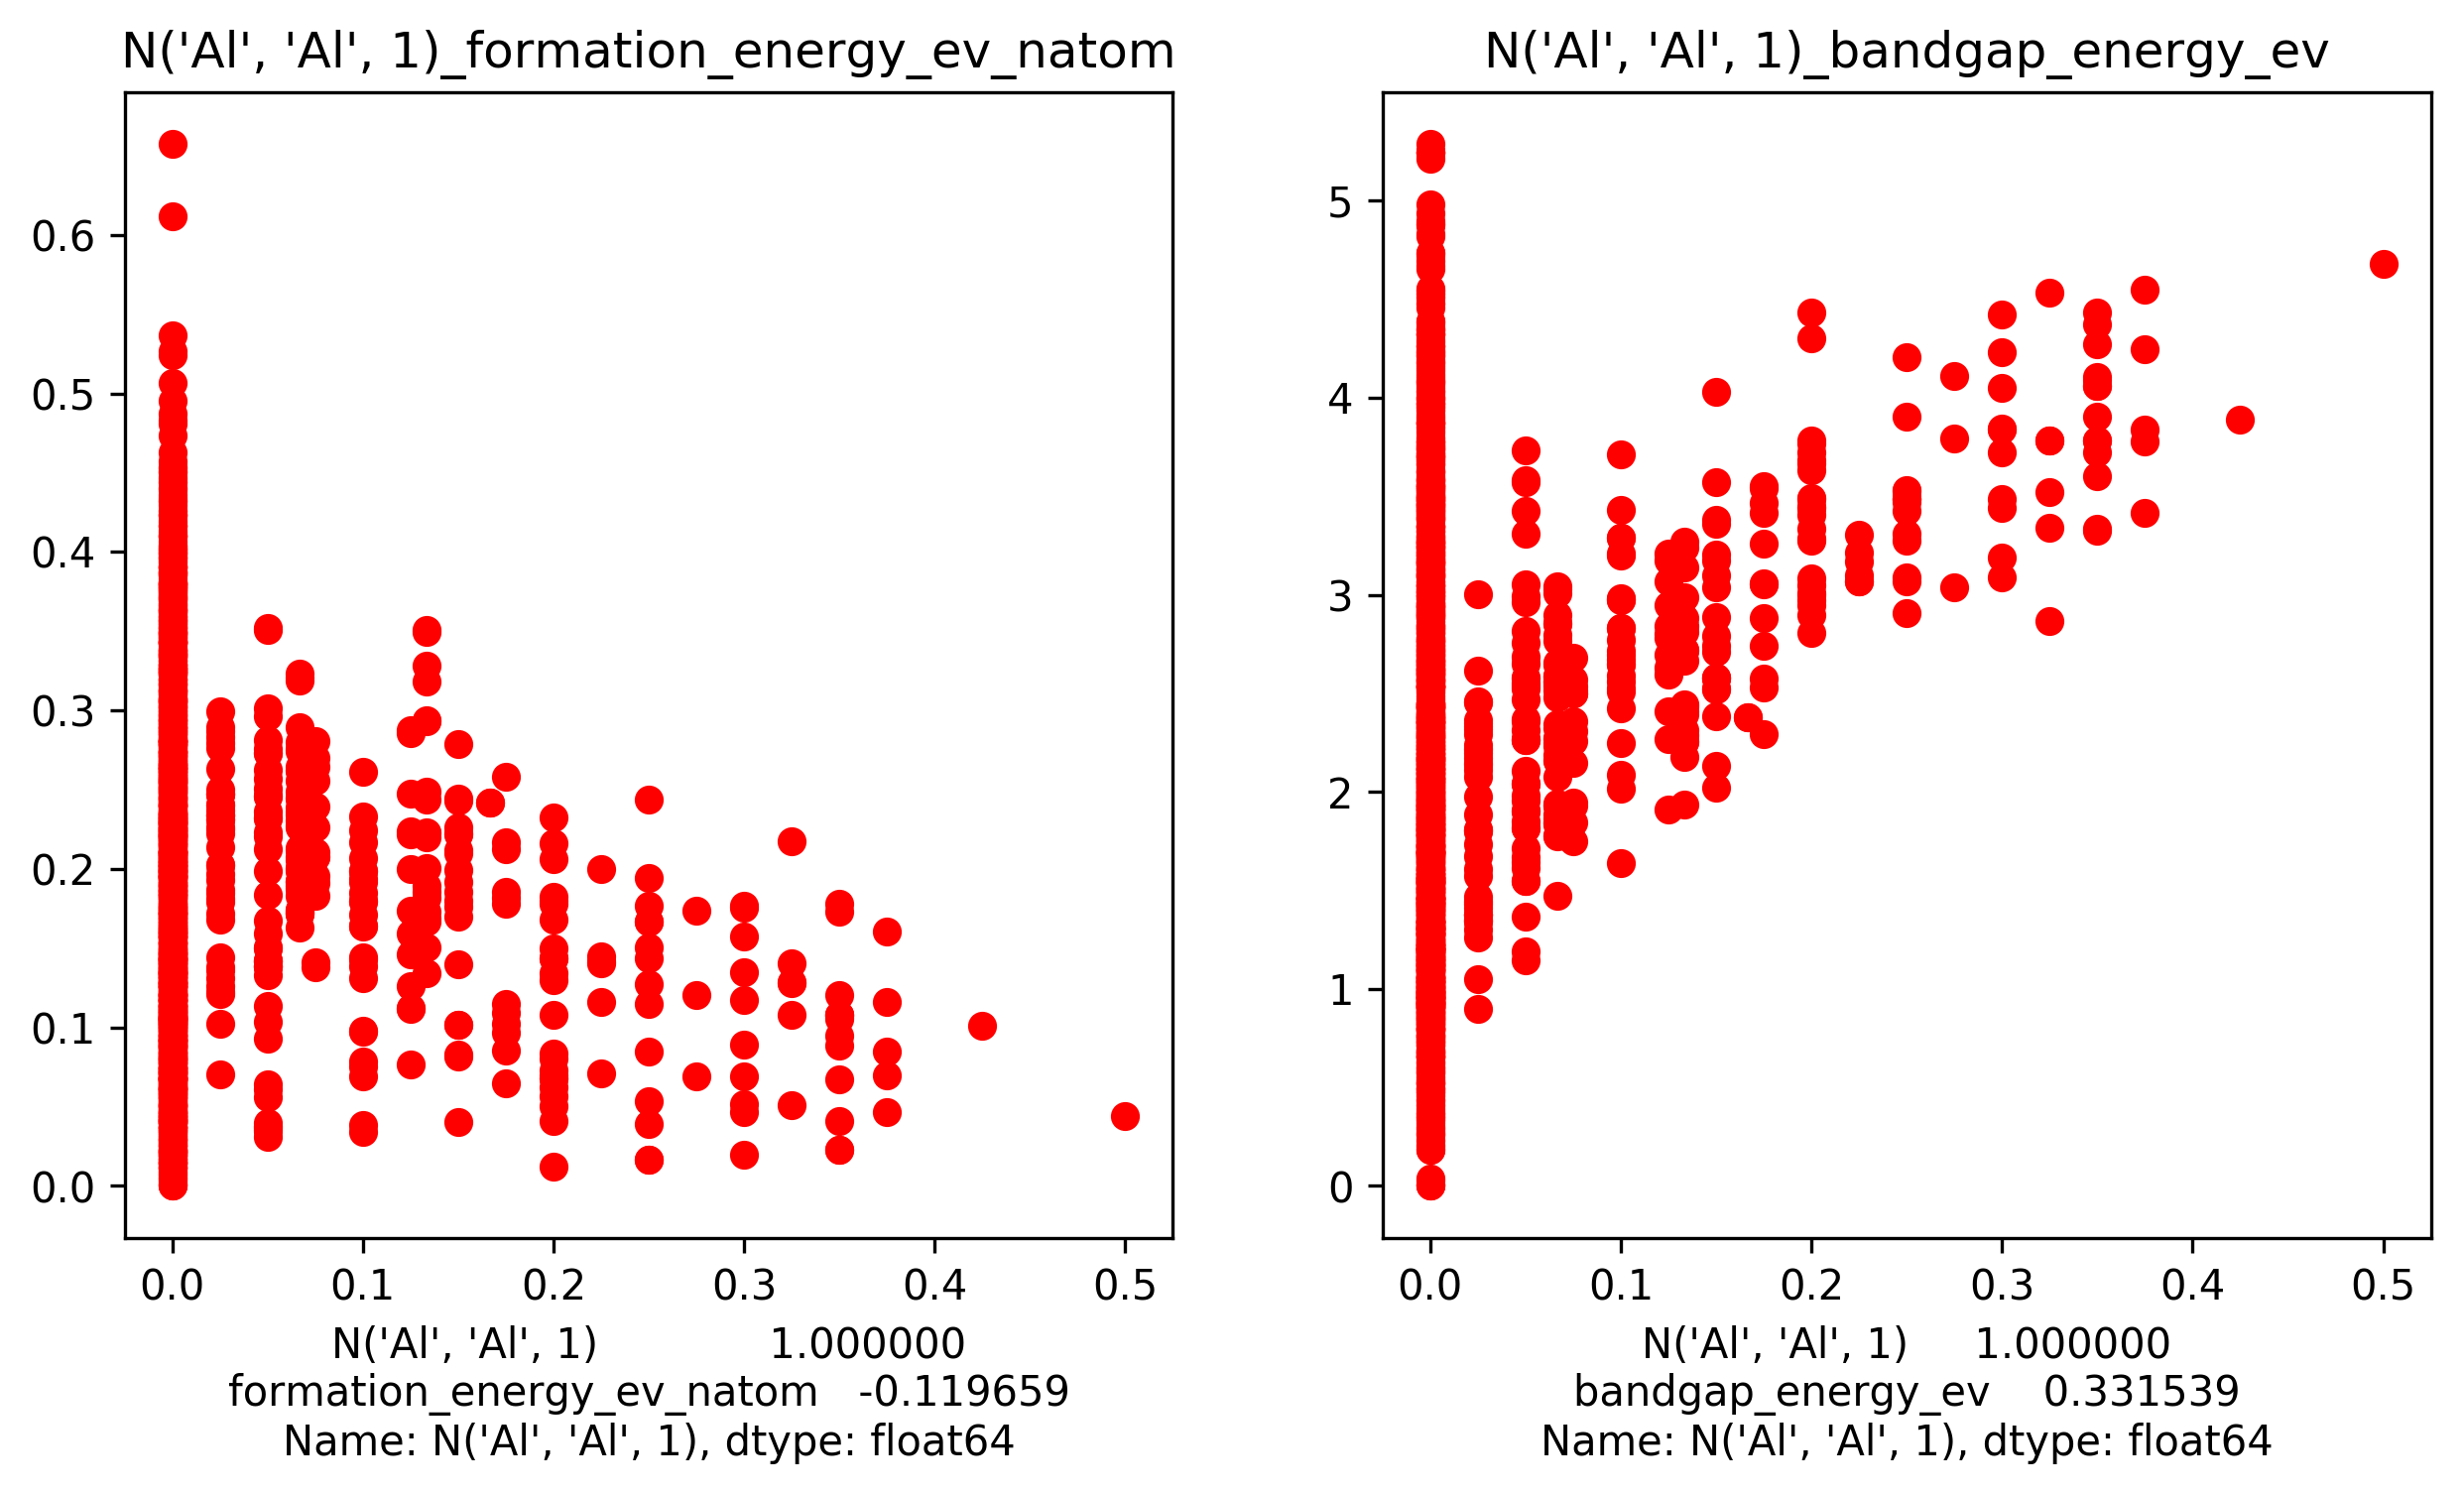 N('Al', 'Al', 1)_formation_energy_ev_natom
0.6
0.5
0.4
0.3
0.2
0.1
0.0
0.0 0.1 0.2 0.3 0.4 0.5
N('Al', 'Al', 1) 1.000000
formation_energy_ev_natom -0.119659
Name: N('Al', 'Al', 1), dtype: float64
N('Al', 'Al', 1)_bandgap_energy_ev
5
4
3
2
1
0
0.0 0.1 0.2 0.3 0.4 0.5
N('Al', 'Al', 1) 1.000000
bandgap_energy_ev 0.331539
Name: N('Al', 'Al', 1), dtype: float64